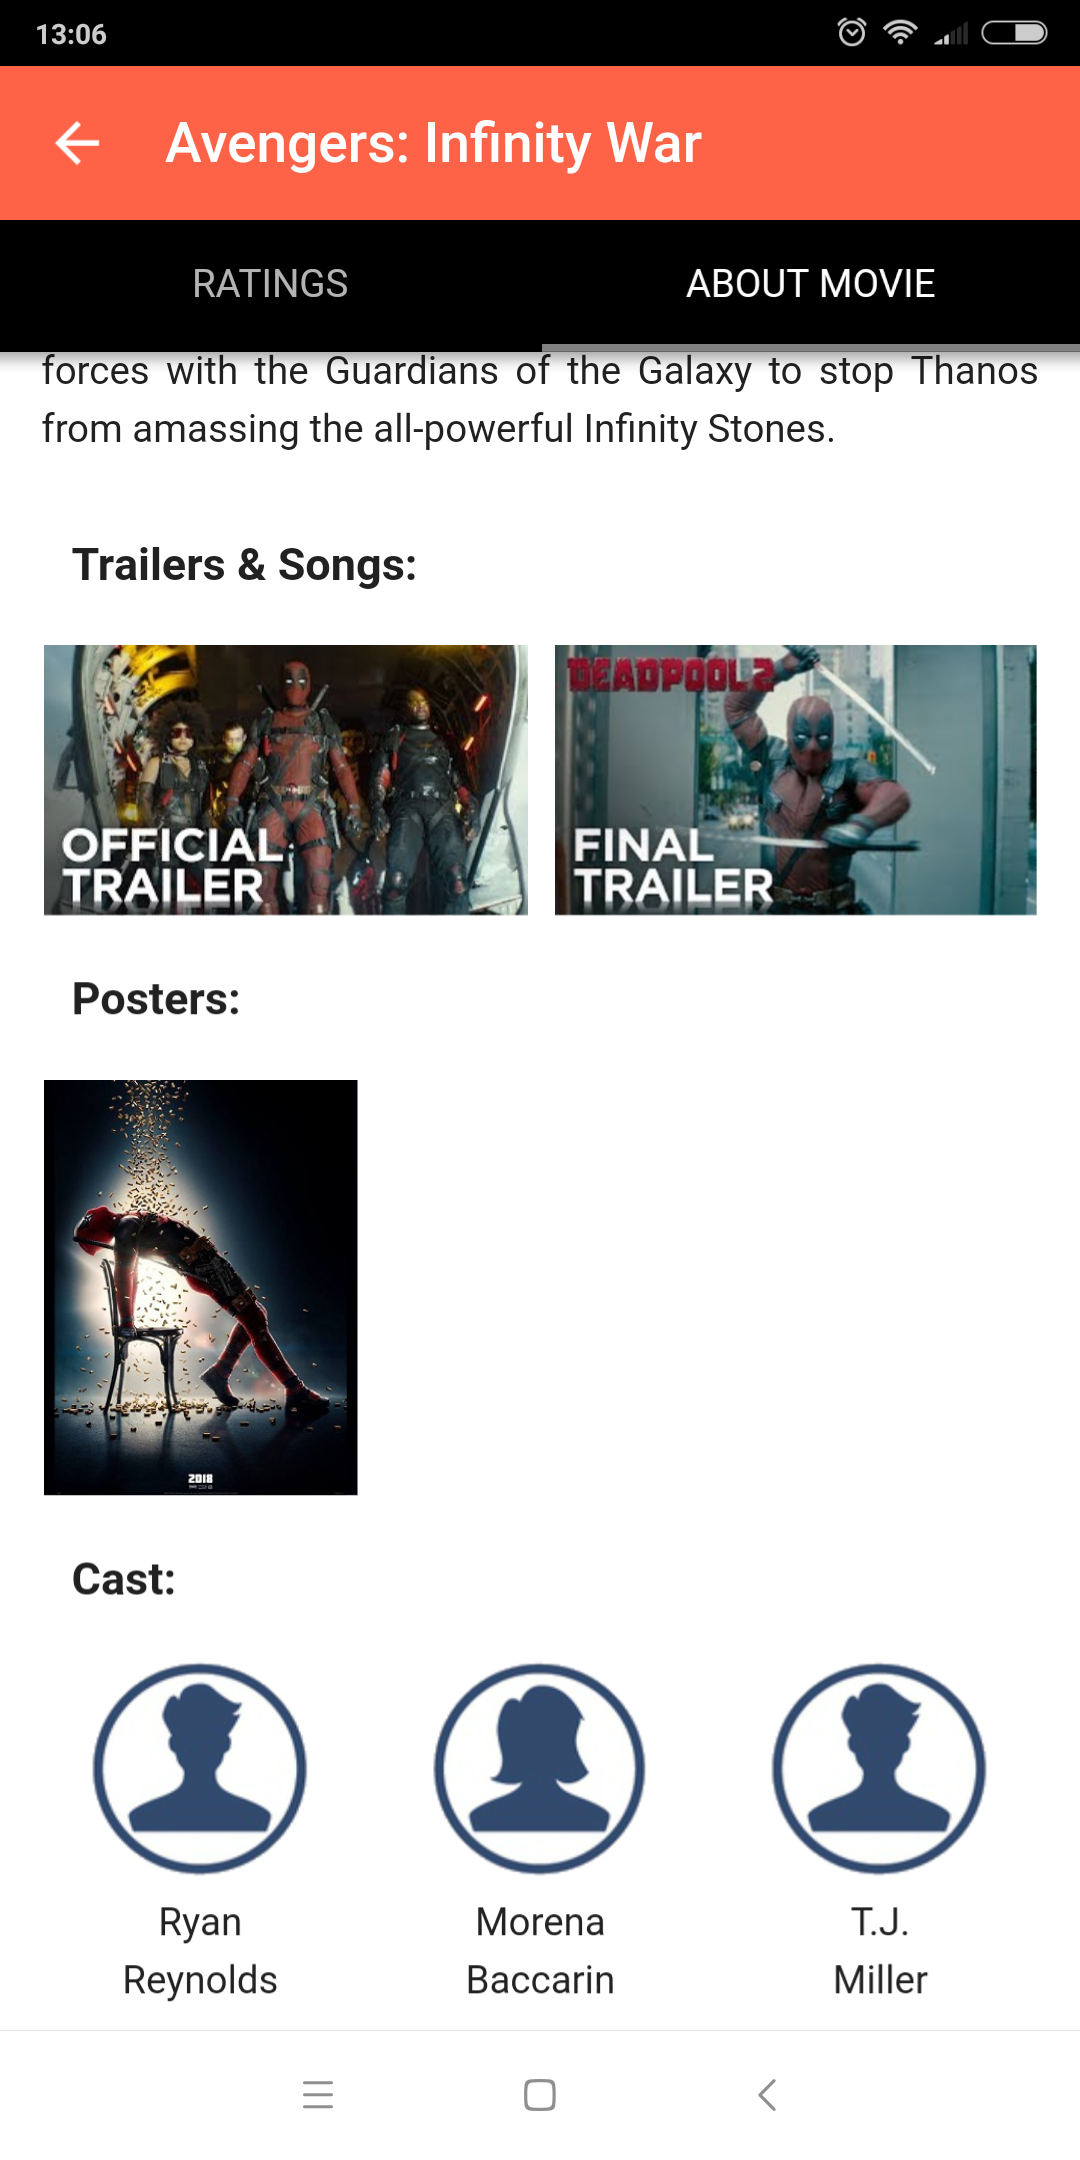 13:06
Avengers: Infinity War
RATINGS
ABOUT MOVIE
forces with the Guardians of the Galaxy to stop Thanos
from amassing the all-powerful Infinity Stones.
Trailers & Songs:
OFFICIAL
TRAILER
DEADPOOL 2
FINAL
TRAILER
Posters:
2018
Cast:
Ryan
Reynolds
Morena
Baccarin
T.J.
Miller